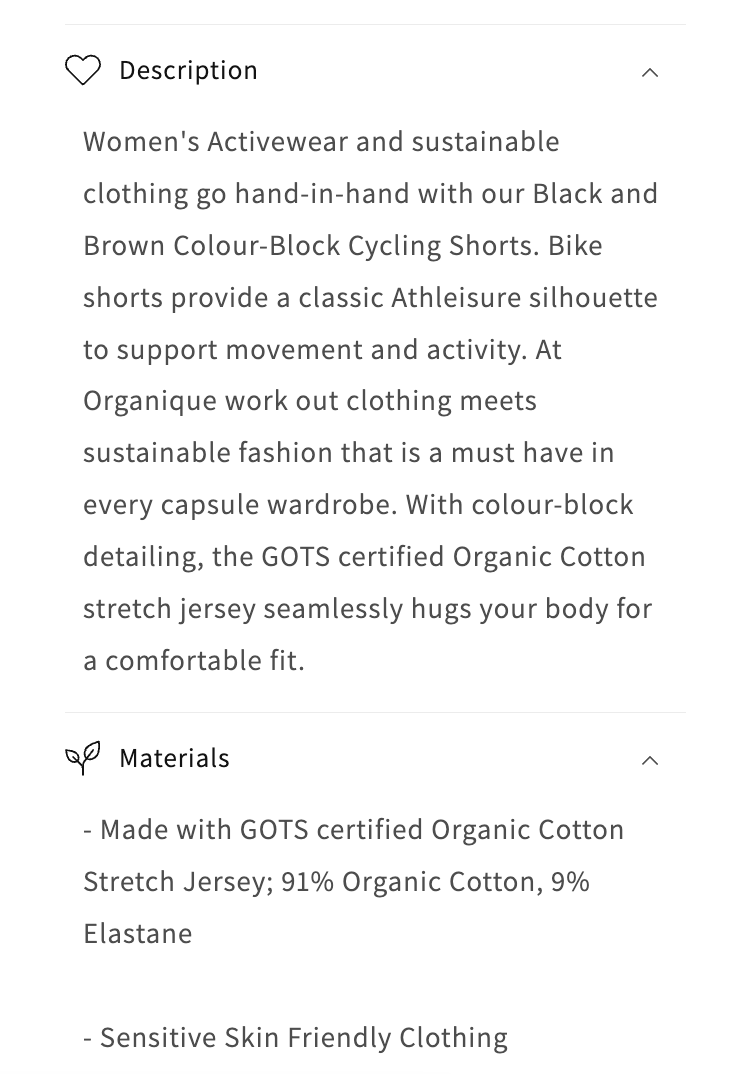 Description
Women's Activewear and sustainable
clothing go hand-in-hand with our Black and
Brown Colour-Block Cycling Shorts. Bike
shorts provide a classic Athleisure silhouette
to support movement and activity. At
Organique work out clothing meets
sustainable fashion that is a must have in
every capsule wardrobe. With colour-block
detailing, the GOTS certified Organic Cotton
stretch jersey seamlessly hugs your body for
a comfortable fit.
Materials
- Made with GOTS certified Organic Cotton
Stretch Jersey; 91% Organic Cotton, 9%
Elastane
- Sensitive Skin Friendly Clothing